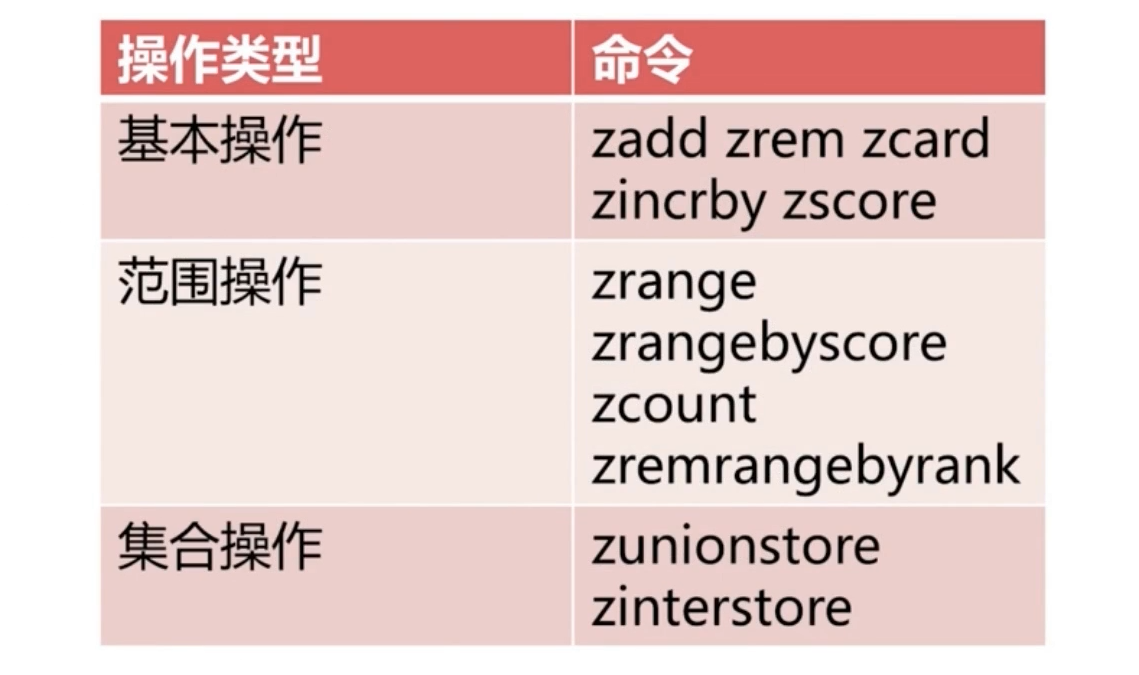 操作类型 命令
基本操作 zadd zrem zcard
zincrby zscore
范围操作 zrange
zrangebyscore
zcount
zremrangebyrank
集合操作 zunionstore
zinterstore